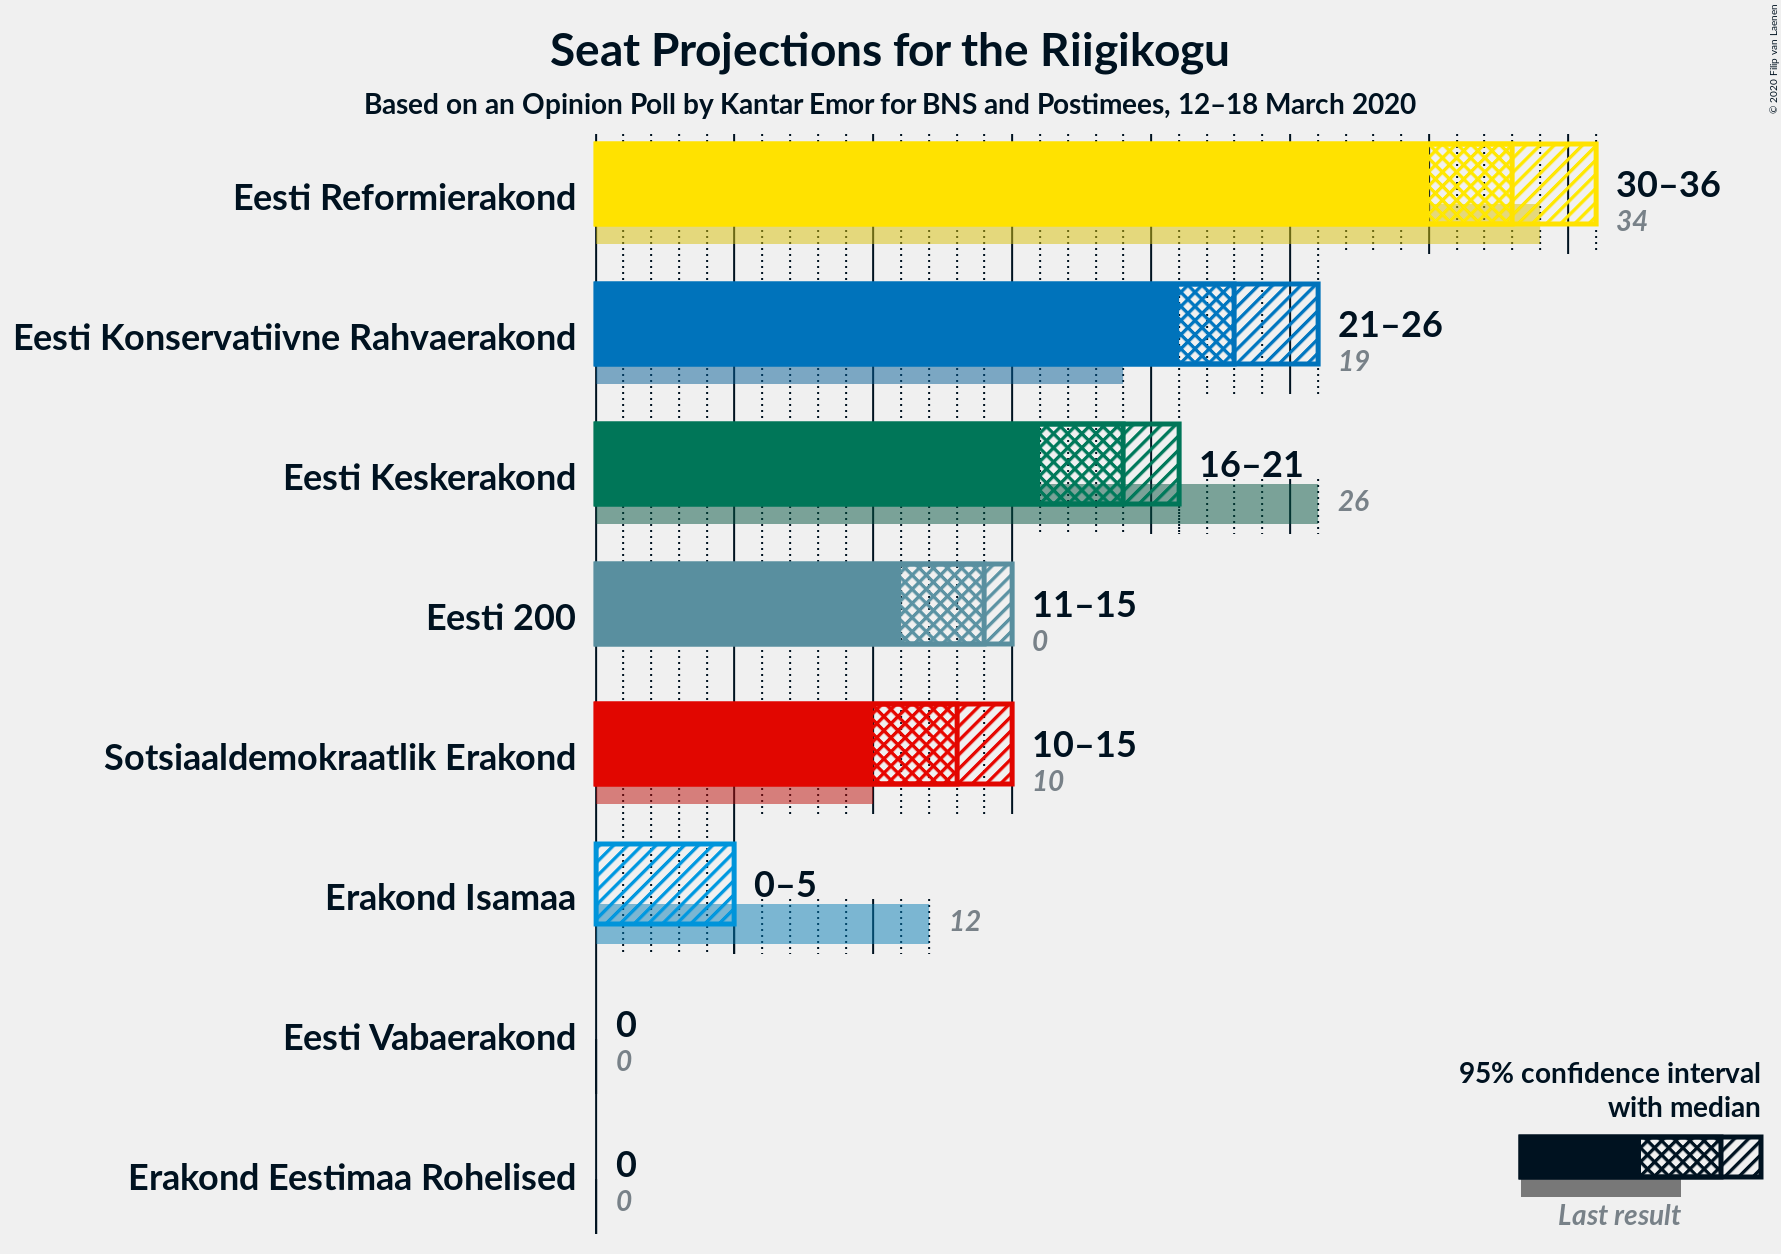 Seat Projections for the Riigikogu
Based on an Opinion Poll by Kantar Emor for BNS and Postimees, 12–18 March 2020
© 2020 Filip van Laenen
Eesti Reformierakond
30–36
34
Eesti Konservatiivne Rahvaerakond
21–26
19
Eesti Keskerakond
16–21
26
Eesti 200
11–15
0
Sotsiaaldemokraatlik Erakond
10–15
10
Erakond Isamaa
0–5
12
Eesti Vabaerakond
0
0
Erakond Eestimaa Rohelised
0
0
95% confidence interval
with median
Last result